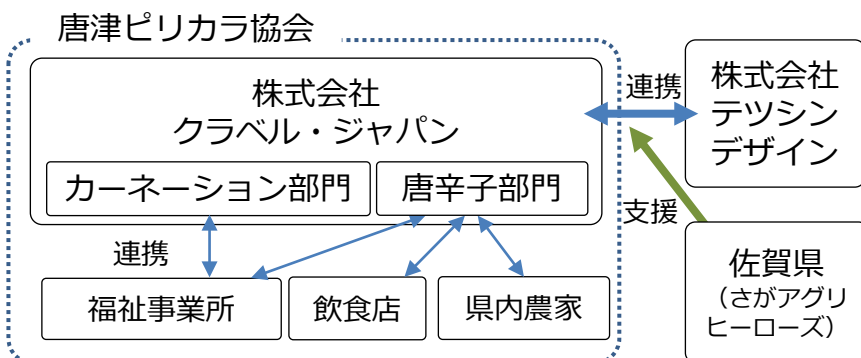 唐津ピリカラ協会
株式会社
クラベル・ジャパン
カーネーション部門
唐辛子部門
連携
福祉事業所
飲食店
県内農家
連携
株式会社
テツシン
デザイン
支援
佐賀県
（さがアグリ
ヒーローズ）